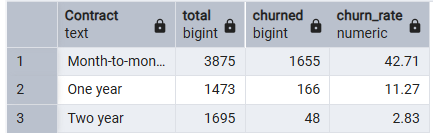 Contract total churned churn_rate
text bigint bigint numeric
1 Month-to-mon... 3875 1655 42.71
2 One year 1473 166 11.27
3 Two year 1695 48 2.83